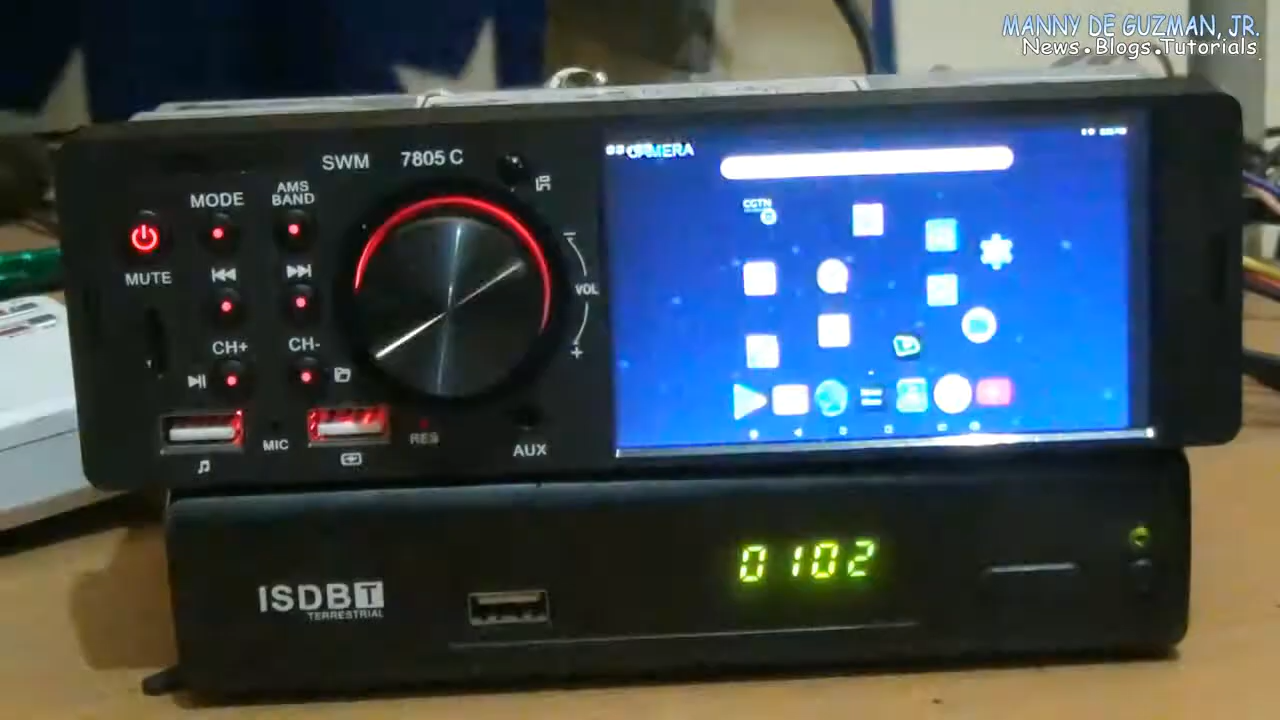 MANNY DE GUZMAN, JR.
News.Blogs.Tutorials
SWM 7805 C
MODE
AMS
BAND
MUTE
VOL
CH+
CH-
MIC
RES
AUX
CAMERA
CGTN
0102
ISDBT
TERRESTRIAL